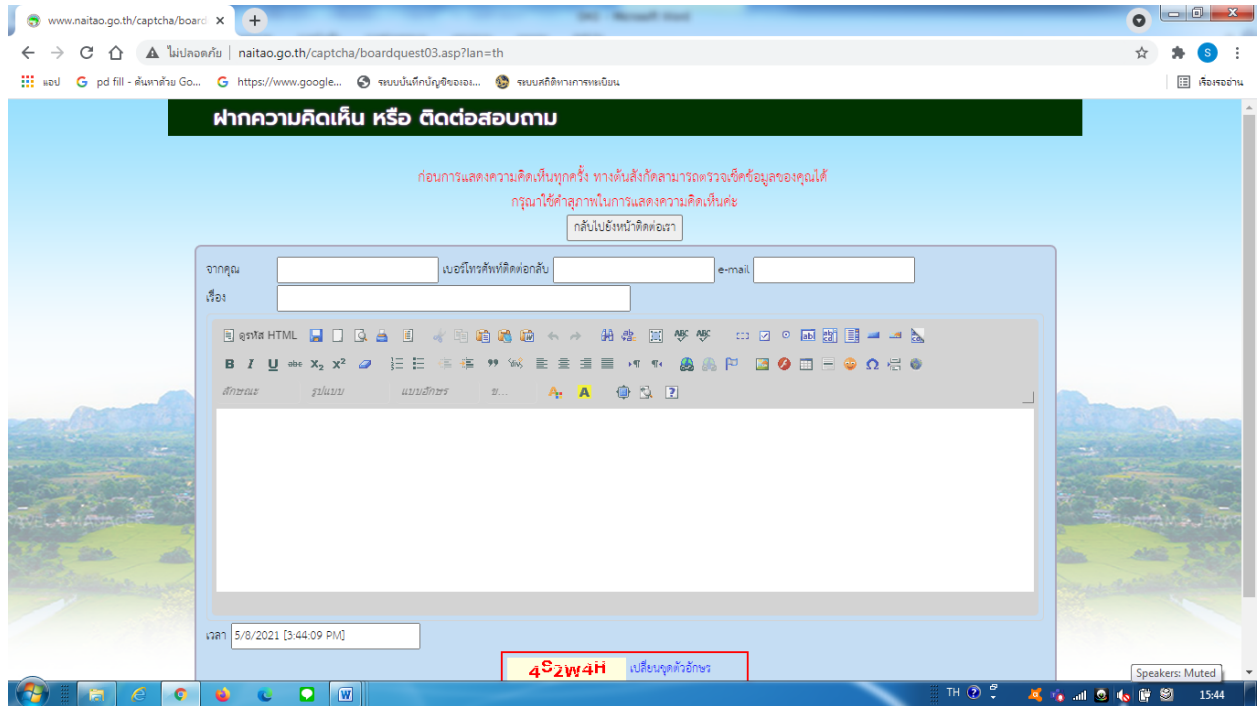 www.naitao.go.th/captcha/board
ไม่ปลอดภัย | naitao.go.th/captcha/boardquest03.asp?lan=th
S
แอป pd fill - ค้นหาด้วย Go... https://www.google... ระบบบันทึกบัญชีขององ... ระบบสถิติทางการทะเบียน เรื่องรออ่าน
ฝากความคิดเห็น หรือ ติดต่อสอบถาม
ก่อนการแสดงความคิดเห็นทุกครั้ง ทางต้นสังกัดสามารถตรวจเช็คข้อมูลของคุณได้
กรุณาใช้คำสุภาพในการแสดงความคิดเห็นค่ะ
กลับไปยังหน้าติดต่อเรา
จากคุณ เบอร์โทรศัพท์ติดต่อกลับ e-mail
เรื่อง
ดูรหัส HTML
B I U abc X₂ X²
ลักษณะ รูปแบบ แบบอักษร ข... A A
เวลา 5/8/2021 [3:44:09 PM]
4S2W4H เปลี่ยนชุดตัวอักษร
Speakers: Muted
TH 15:44